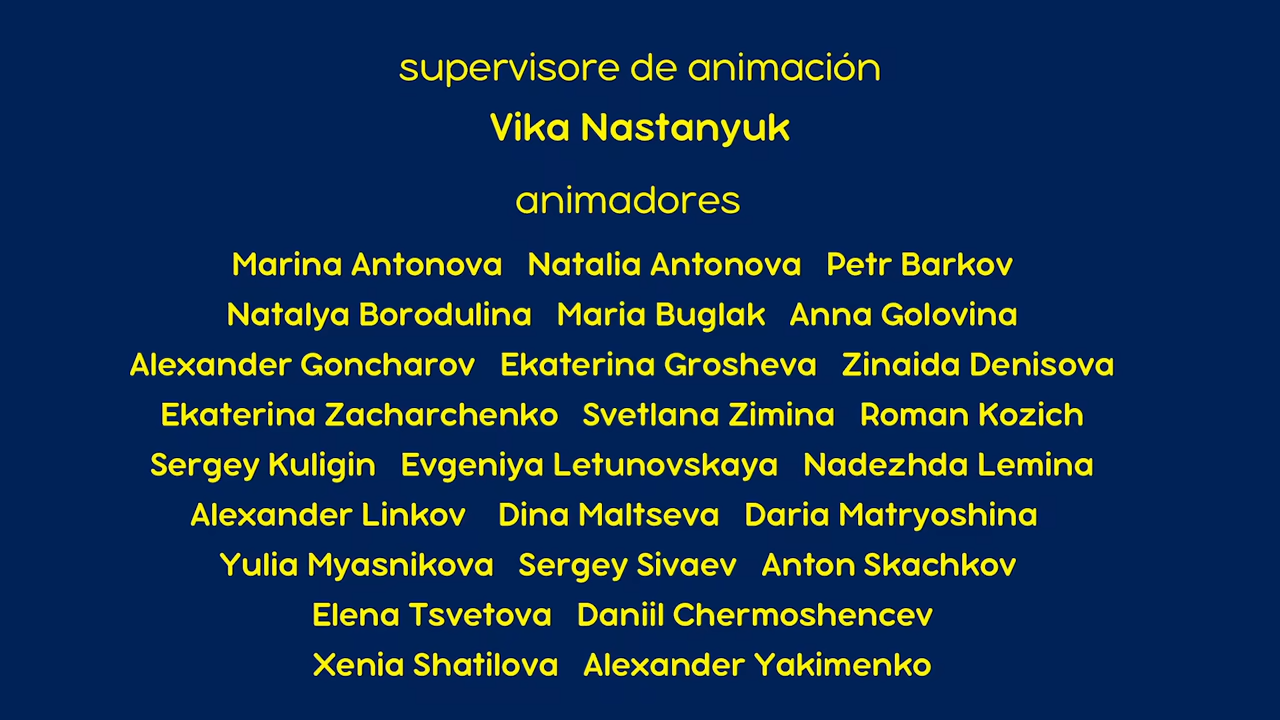 supervisore de animación
Vika Nastanyuk
animadores
Marina Antonova Natalia Antonova Petr Barkov
Natalya Borodulina Maria Buglak Anna Golovina
Alexander Goncharov Ekaterina Grosheva Zinaida Denisova
Ekaterina Zacharchenko Svetlana Zimina Roman Kozich
Sergey Kuligin Evgeniya Letunovskaya Nadezhda Lemina
Alexander Linkov Dina Maltseva Daria Matryoshina
Yulia Myasnikova Sergey Sivaev Anton Skachkov
Elena Tsvetova Daniil Chermoshencev
Xenia Shatilova Alexander Yakimenko